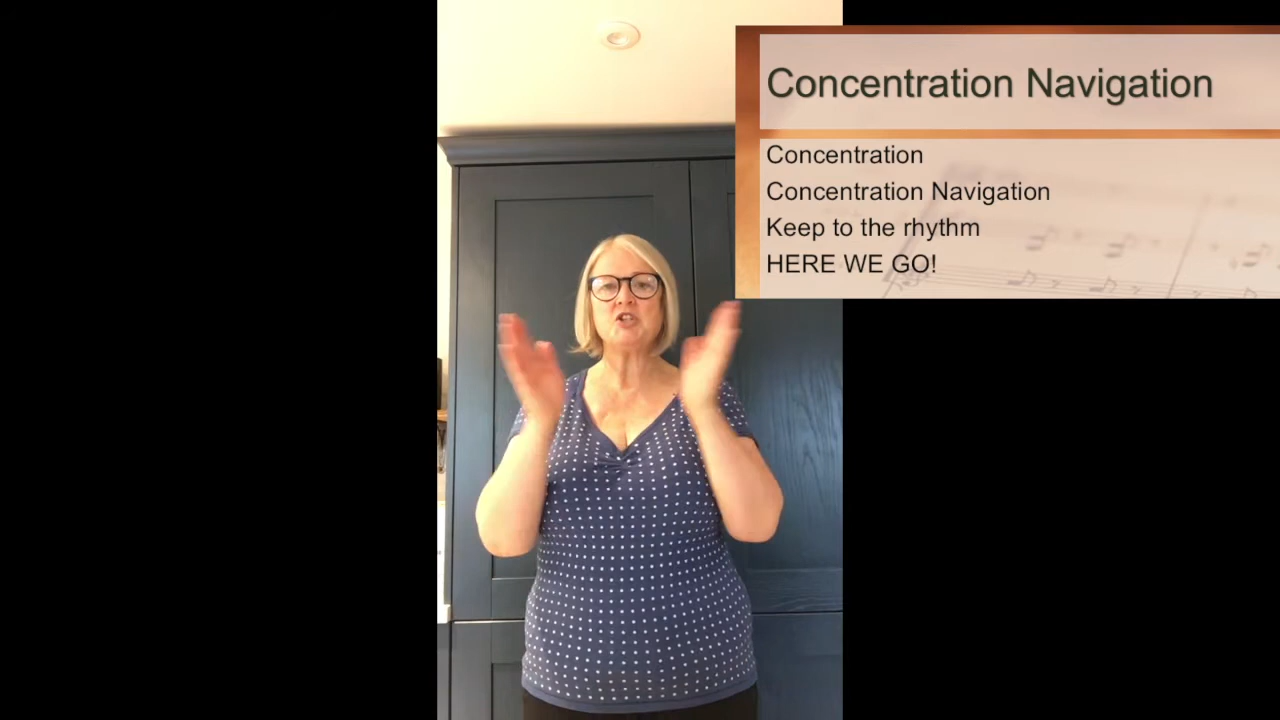 Concentration Navigation
Concentration
Concentration Navigation
Keep to the rhythm
HERE WE GO!